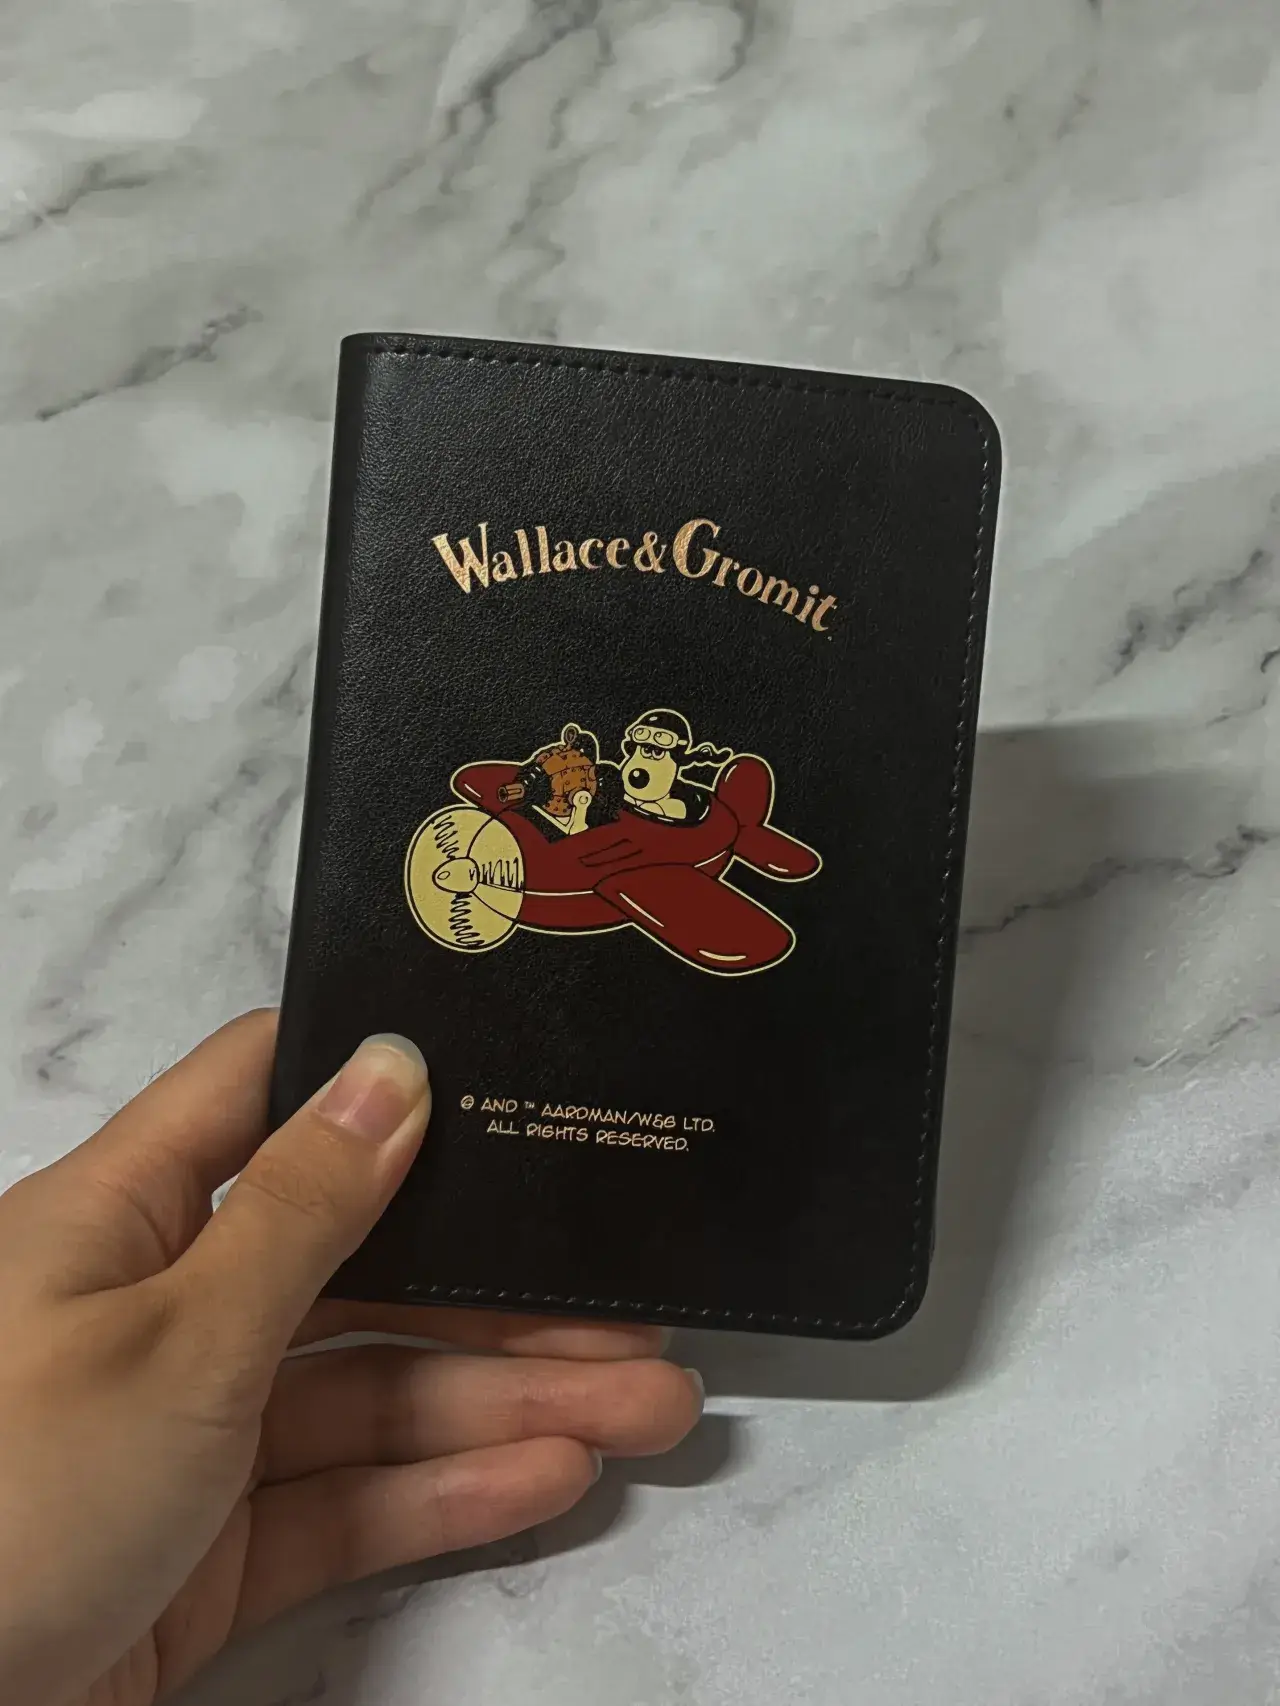 Wallace & Gromit
© AND ™ AARDMAN/W&G LTD.
ALL RIGHTS RESERVED.